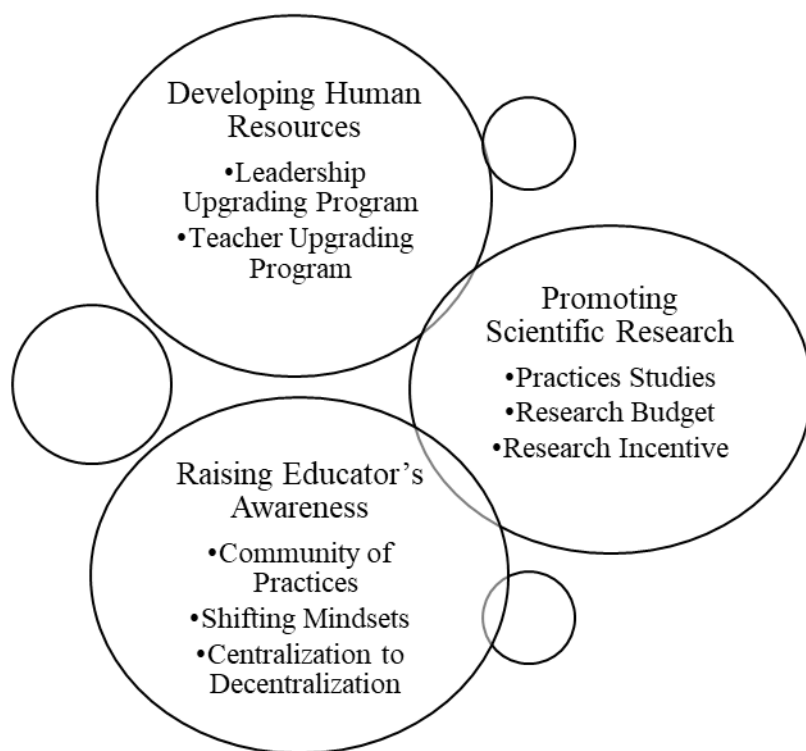 Developing Human
Resources
•Leadership
Upgrading Program
•Teacher Upgrading
Program
Promoting
Scientific Research
•Practices Studies
•Research Budget
•Research Incentive
Raising Educator’s
Awareness
•Community of
Practices
•Shifting Mindsets
•Centralization to
Decentralization